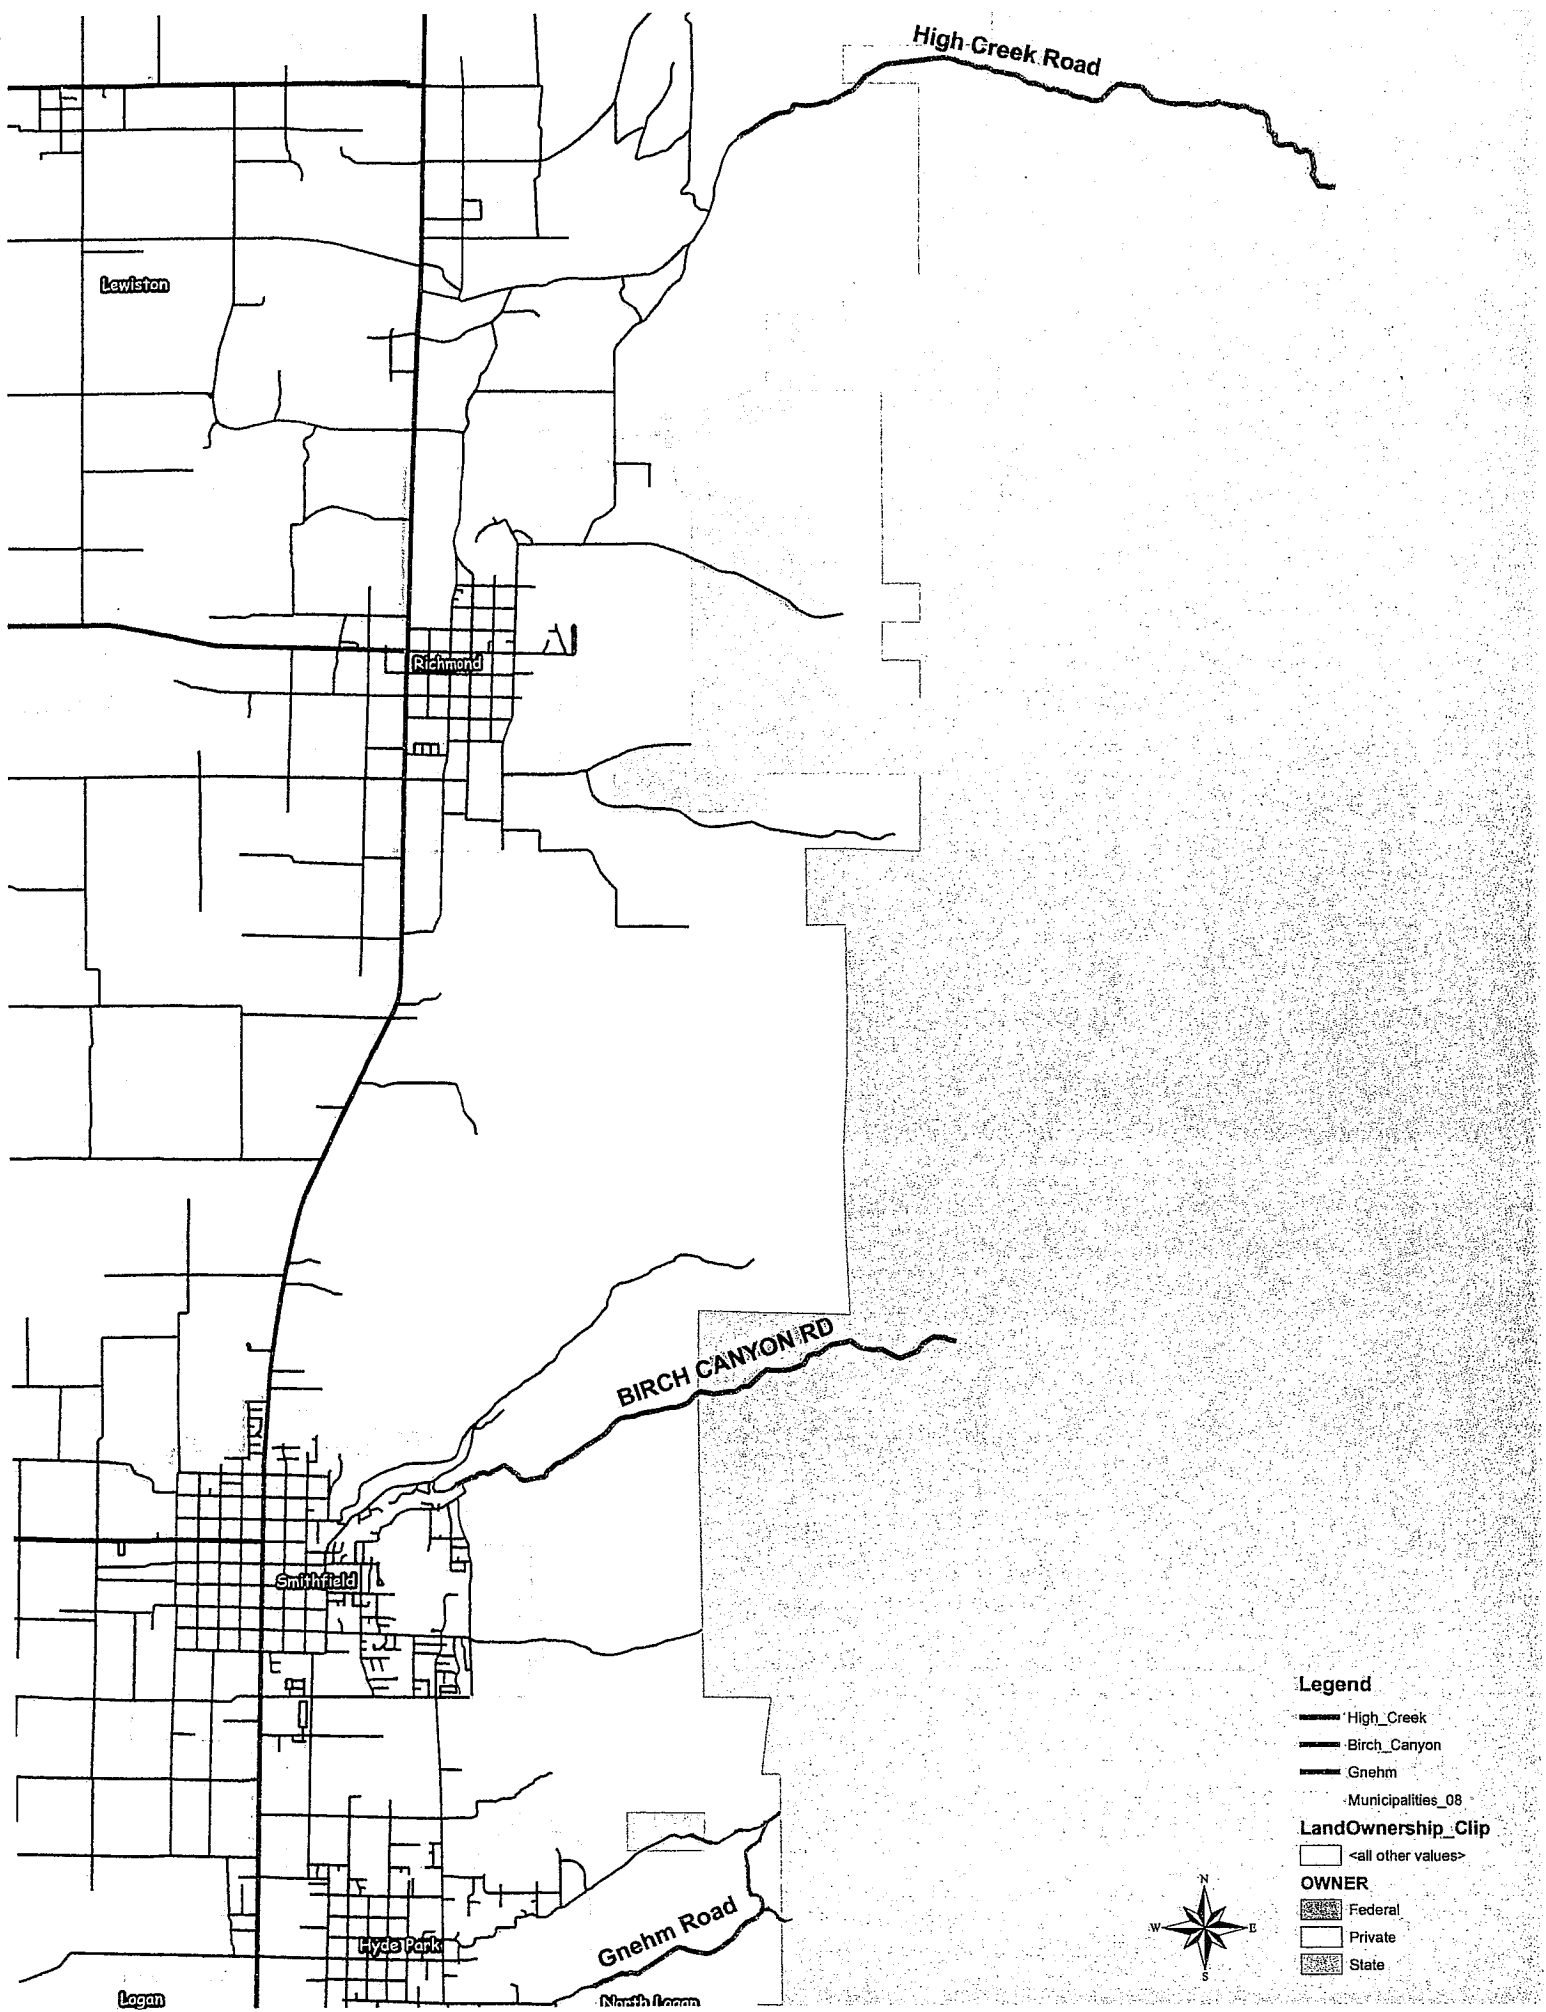 High Creek Road
Lewiston
Richmond
BIRCH CANYON RD
Smithfield
Legend
High_Creek
Birch_Canyon
Gnehm
Municipalities_08
LandOwnership_Clip
<all other values>
OWNER
Federal
Private
State
N
W
E
S
Gnehm Road
Hyde Park
Logan
North Logan